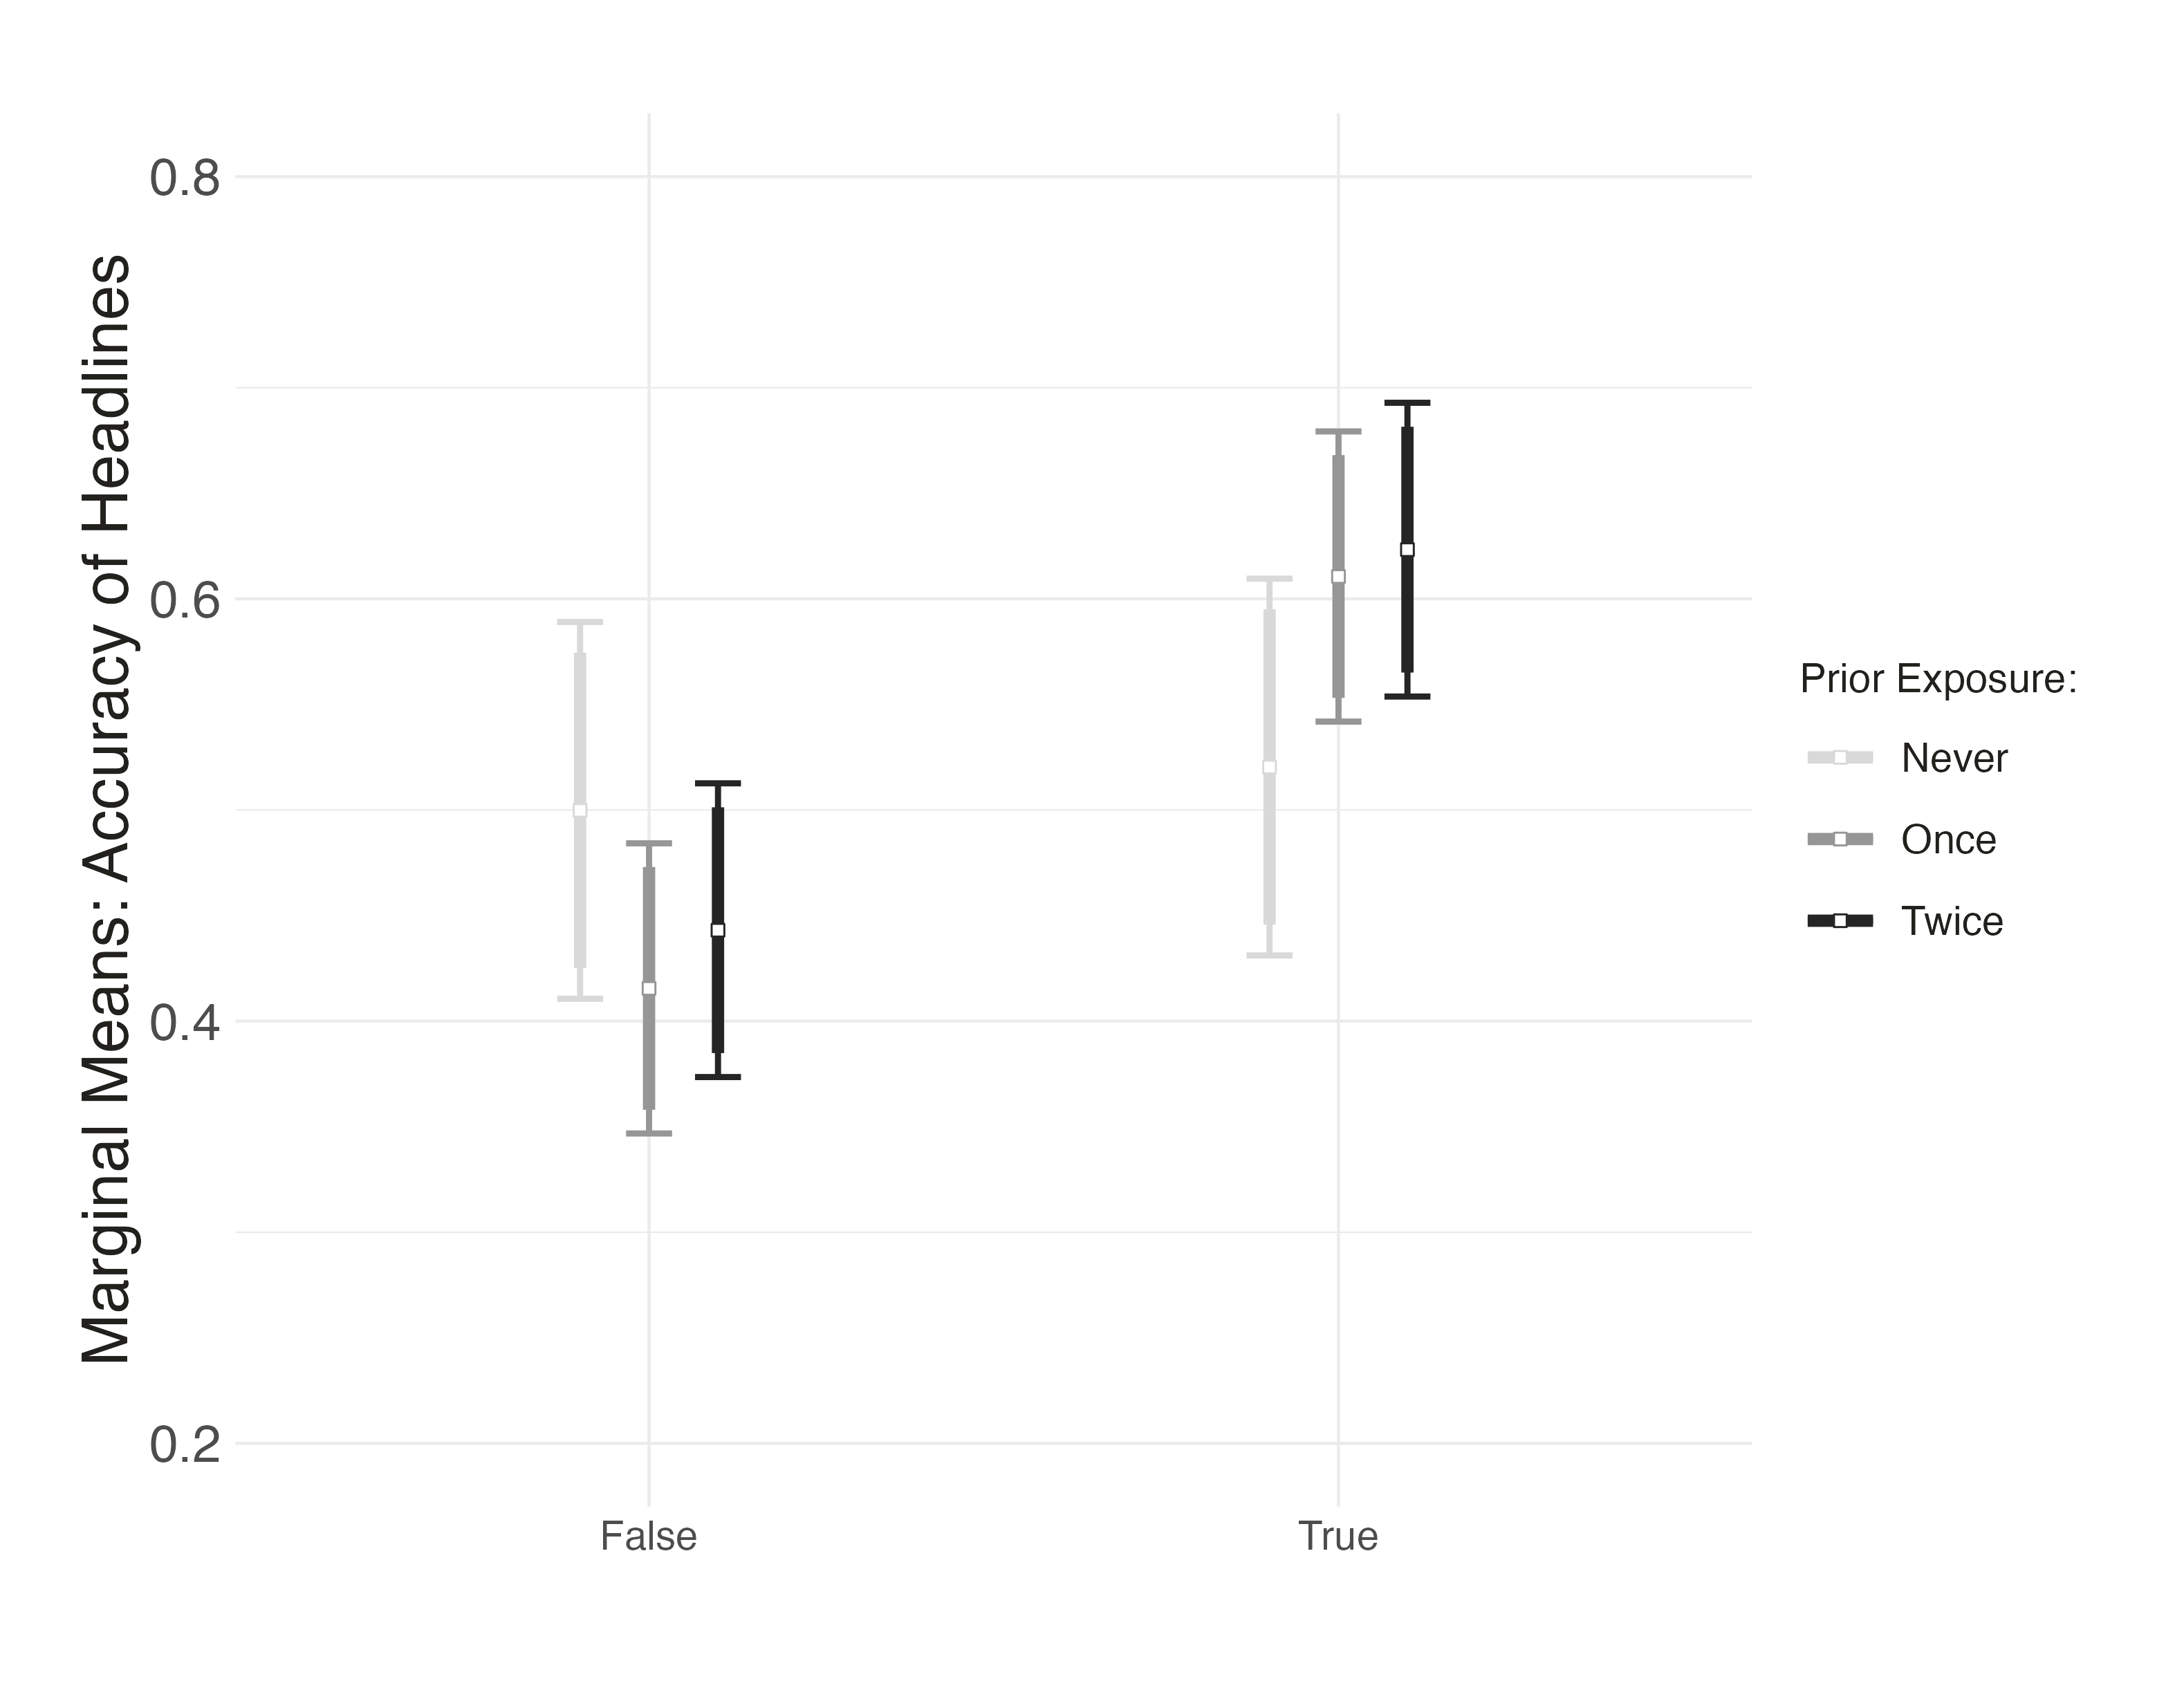 Marginal Means: Accuracy of Headlines
0.8
0.6
0.4
0.2
False
True
Prior Exposure:
Never
Once
Twice